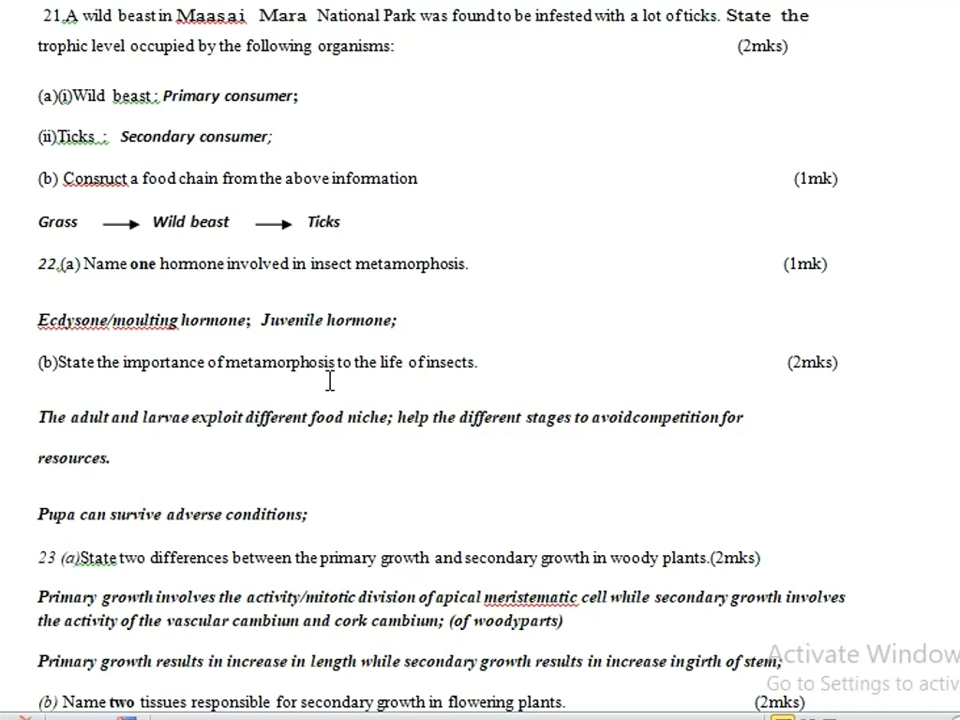 21.A wild beast in Maasai Mara National Park was found to be infested with a lot of ticks. State the
trophic level occupied by the following organisms: (2mks)
(a)(i)Wild beast : Primary consumer;
(ii)Ticks : Secondary consumer;
(b) Consruct a food chain from the above information (1mk)
Grass → Wild beast → Ticks
22.(a) Name one hormone involved in insect metamorphosis. (1mk)
Ecdysone/moulting hormone; Juvenile hormone;
(b)State the importance of metamorphosis to the life of insects. (2mks)
The adult and larvae exploit different food niche; help the different stages to avoidcompetition for
resources.
Pupa can survive adverse conditions;
23 (a)State two differences between the primary growth and secondary growth in woody plants.(2mks)
Primary growth involves the activity/mitotic division of apical meristematic cell while secondary growth involves
the activity of the vascular cambium and cork cambium; (of woodyparts)
Primary growth results in increase in length while secondary growth results in increase ingirth of stem;
Activate Window
Go to Settings to activ
(b) Name two tissues responsible for secondary growth in flowering plants. (2mks)